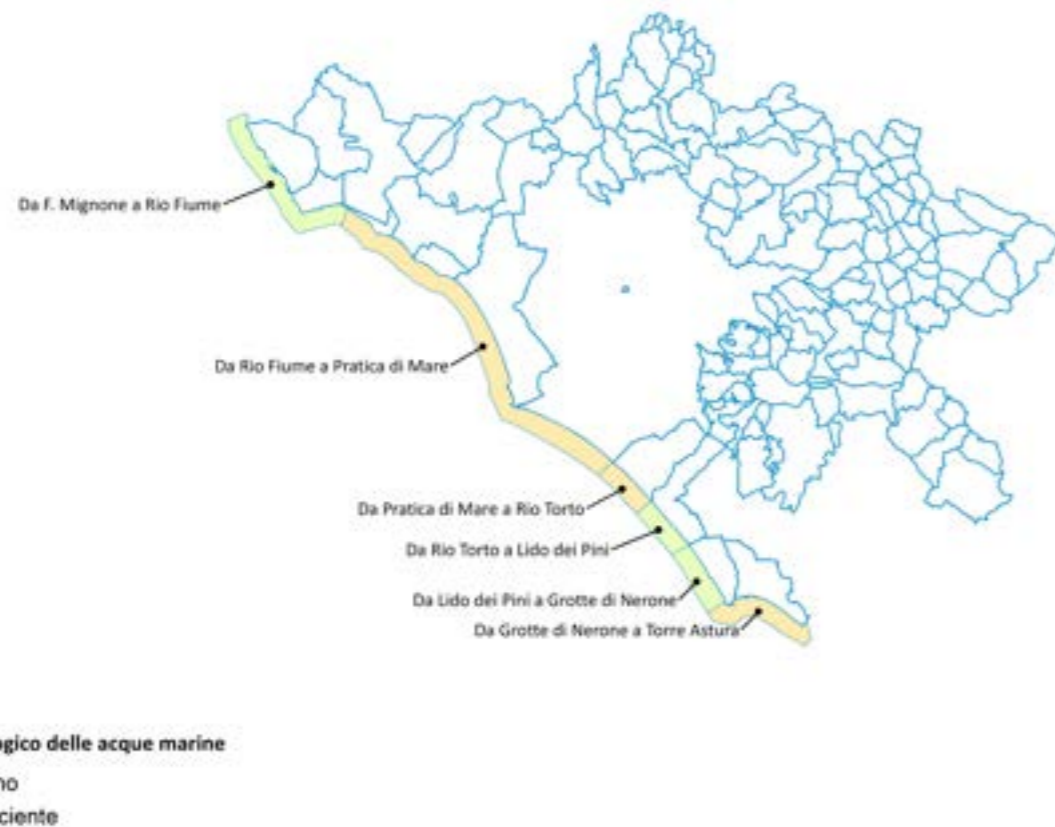 Da F. Mignone a Rio Fiume
Da Rio Fiume a Pratica di Mare
Da Pratica di Mare a Rio Torto
Da Rio Torto a Lido dei Pini
Da Lido dei Pini a Grotte di Nerone
Da Grotte di Nerone a Torre Astura
ogico delle acque marine
no
ciente